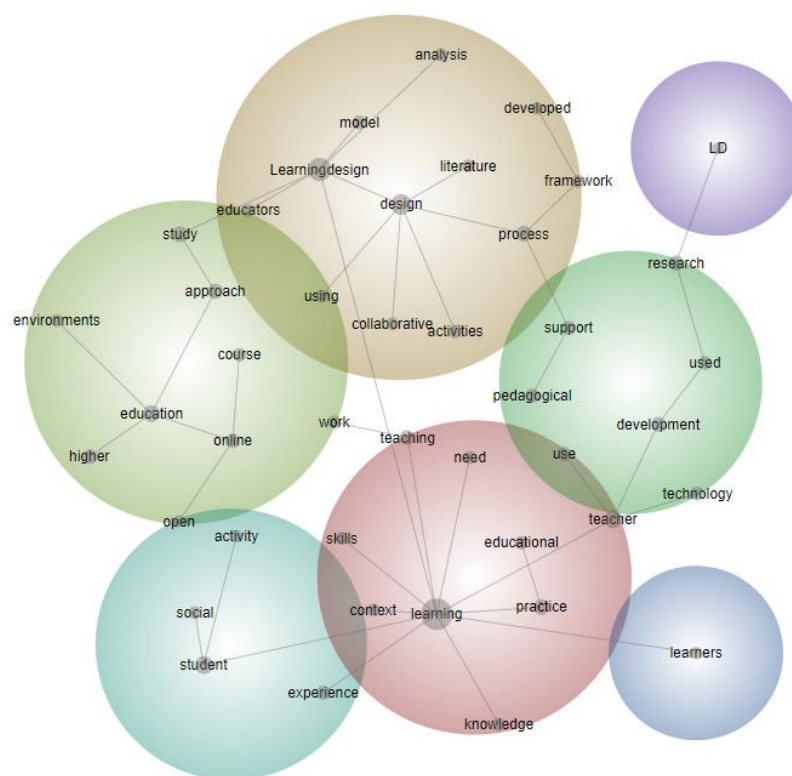 analysis
developed
model
LD
Learningdesign
literature
framework
design
educators
study
process
research
approach
using
environments
collaborative
activities
support
course
used
pedagogical
education
work
development
online
teaching
higher
need
use
technology
open
teacher
activity
skills
educational
social
context
learning
practice
student
learners
experience
knowledge